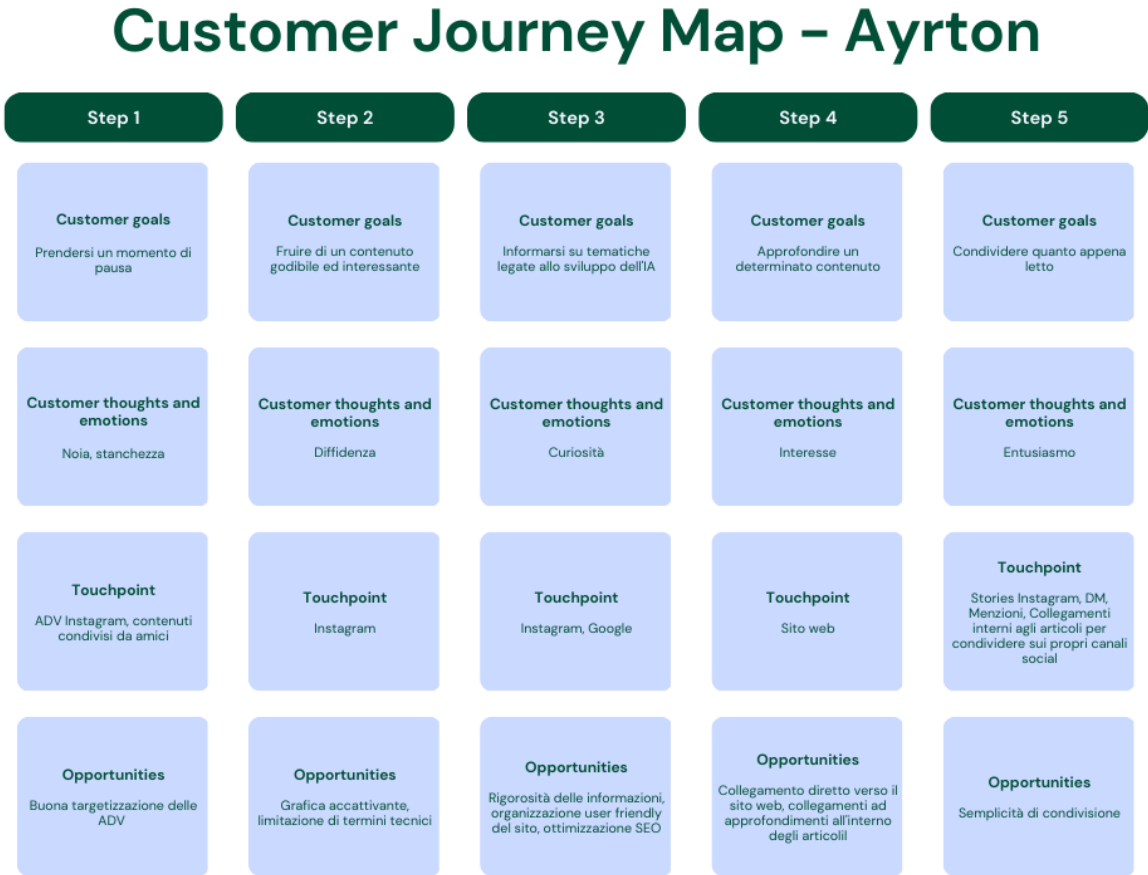 Customer Journey Map - Ayrton
Step 1
Step 2
Step 3
Step 4
Step 5
Customer goals
Prendersi un momento di
pausa
Customer goals
Fruire di un contenuto
godibile ed interessante
Customer goals
Informarsi su tematiche
legate allo sviluppo dell'IA
Customer goals
Approfondire un
determinato contenuto
Customer goals
Condividere quanto appena
letto
Customer thoughts and
emotions
Noia, stanchezza
Customer thoughts and
emotions
Diffidenza
Customer thoughts and
emotions
Curiosità
Customer thoughts and
emotions
Interesse
Customer thoughts and
emotions
Entusiasmo
Touchpoint
ADV Instagram, contenuti
condivisi da amici
Touchpoint
Instagram
Touchpoint
Instagram, Google
Touchpoint
Sito web
Touchpoint
Stories Instagram, DM,
Menzioni, Collegamenti
interni agli articoli per
condividere sui propri canali
social
Opportunities
Buona targetizzazione delle
ADV
Opportunities
Grafica accattivante,
limitazione di termini tecnici
Opportunities
Rigorosità delle informazioni,
organizzazione user friendly
del sito, ottimizzazione SEO
Opportunities
Collegamento diretto verso il
sito web, collegamenti ad
approfondimenti all'interno
degli articolil
Opportunities
Semplicità di condivisione